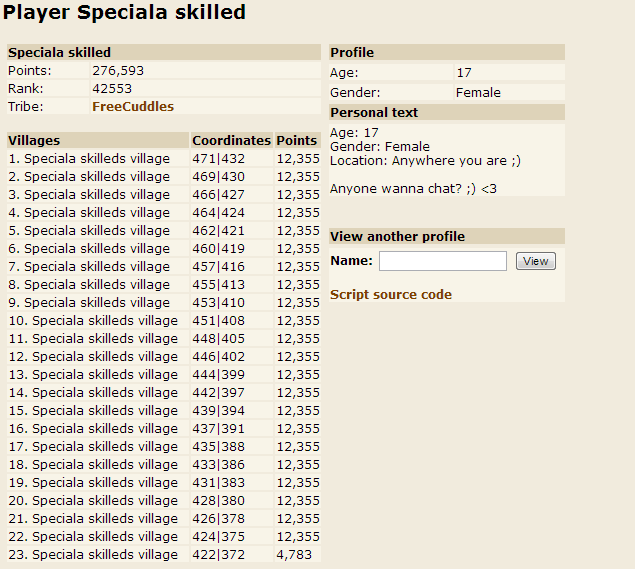 Player Speciala skilled
Speciala skilled
Points: 276,593
Rank: 42553
Tribe: FreeCuddles
Villages Coordinates Points
1. Speciala skilleds village 471|432 12,355
2. Speciala skilleds village 469|430 12,355
3. Speciala skilleds village 466|427 12,355
4. Speciala skilleds village 464|424 12,355
5. Speciala skilleds village 462|421 12,355
6. Speciala skilleds village 460|419 12,355
7. Speciala skilleds village 457|416 12,355
8. Speciala skilleds village 455|413 12,355
9. Speciala skilleds village 453|410 12,355
10. Speciala skilleds village 451|408 12,355
11. Speciala skilleds village 448|405 12,355
12. Speciala skilleds village 446|402 12,355
13. Speciala skilleds village 444|399 12,355
14. Speciala skilleds village 442|397 12,355
15. Speciala skilleds village 439|394 12,355
16. Speciala skilleds village 437|391 12,355
17. Speciala skilleds village 435|388 12,355
18. Speciala skilleds village 433|386 12,355
19. Speciala skilleds village 431|383 12,355
20. Speciala skilleds village 428|380 12,355
21. Speciala skilleds village 426|378 12,355
22. Speciala skilleds village 424|375 12,355
23. Speciala skilleds village 422|372 4,783
Profile
Age: 17
Gender: Female
Personal text
Age: 17
Gender: Female
Location: Anywhere you are ;)
Anyone wanna chat? ;) <3
View another profile
Name: View
Script source code